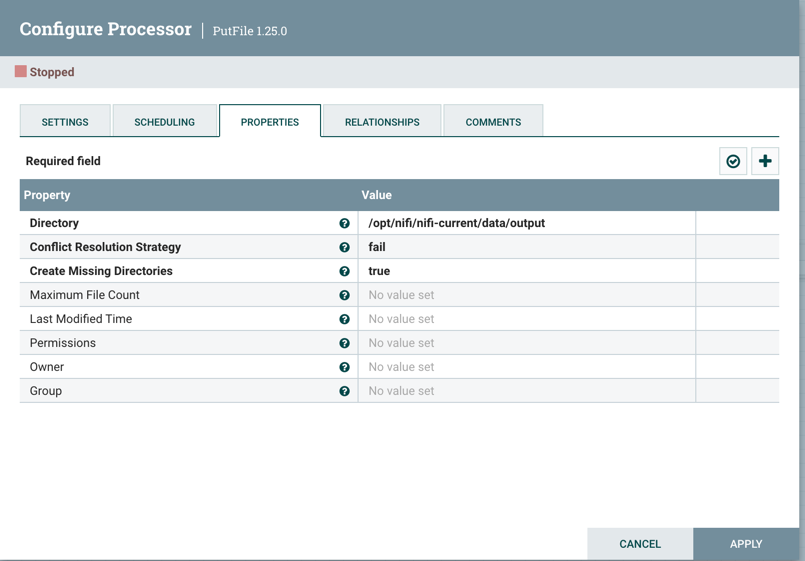 Configure Processor | PutFile 1.25.0
Stopped
SETTINGS SCHEDULING PROPERTIES RELATIONSHIPS COMMENTS
Required field
Property Value
Directory /opt/nifi/nifi-current/data/output
Conflict Resolution Strategy fail
Create Missing Directories true
Maximum File Count No value set
Last Modified Time No value set
Permissions No value set
Owner No value set
Group No value set
CANCEL APPLY